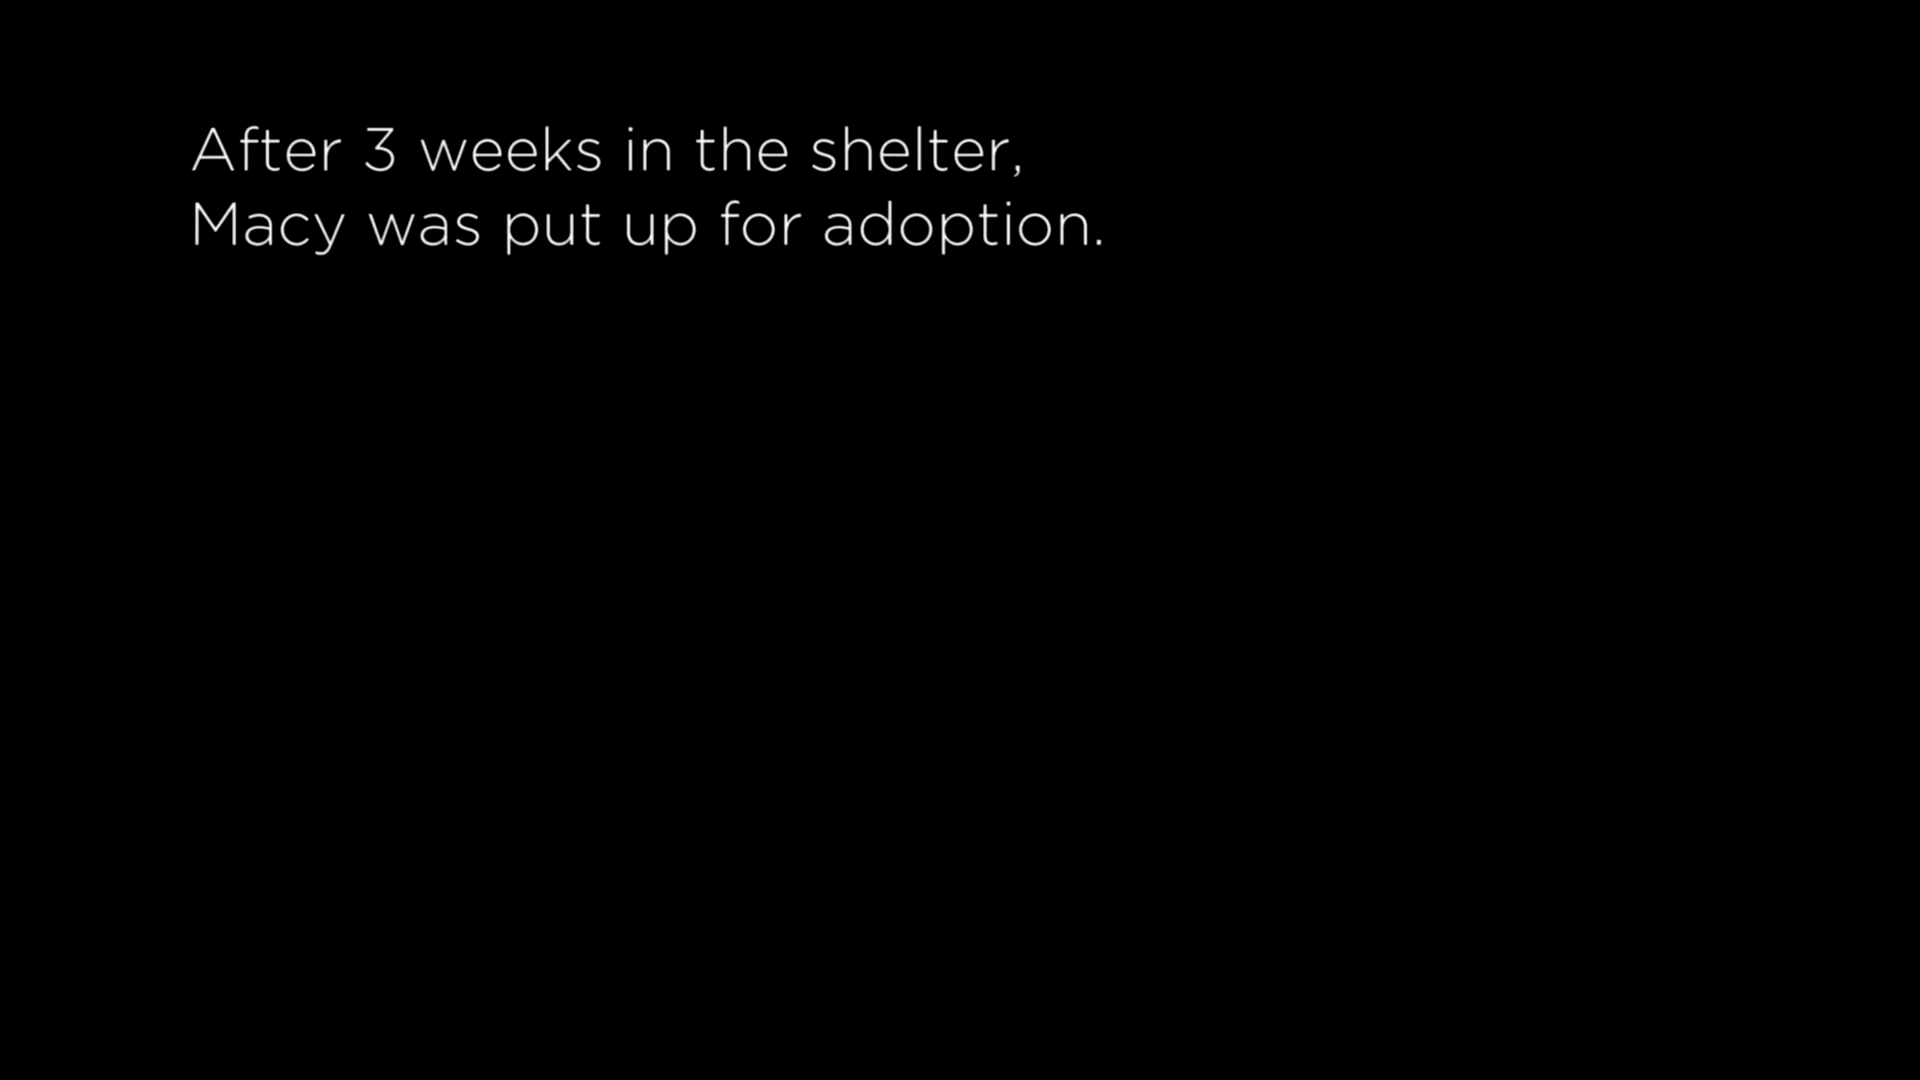 After 3 weeks in the shelter,
Macy was put up for adoption.